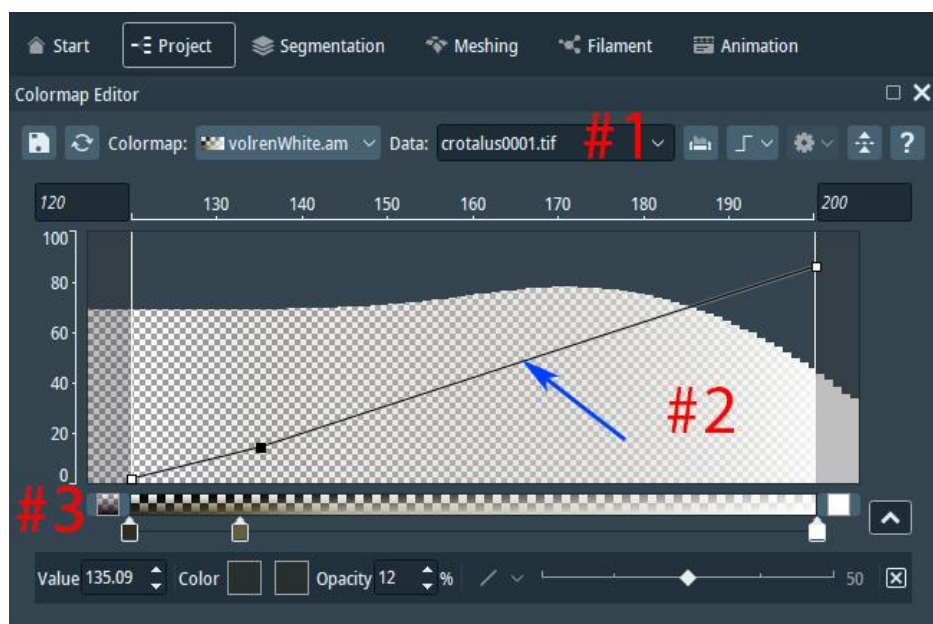 Start Project Segmentation Meshing Filament Animation
Colormap Editor
Colormap: volrenWhite.am Data: crotalus0001.tif #1 ?
120 130 140 150 160 170 180 190 200
100
80
60
40
#2
20
0
#3
Value 135.09 Color Opacity 12 % 50